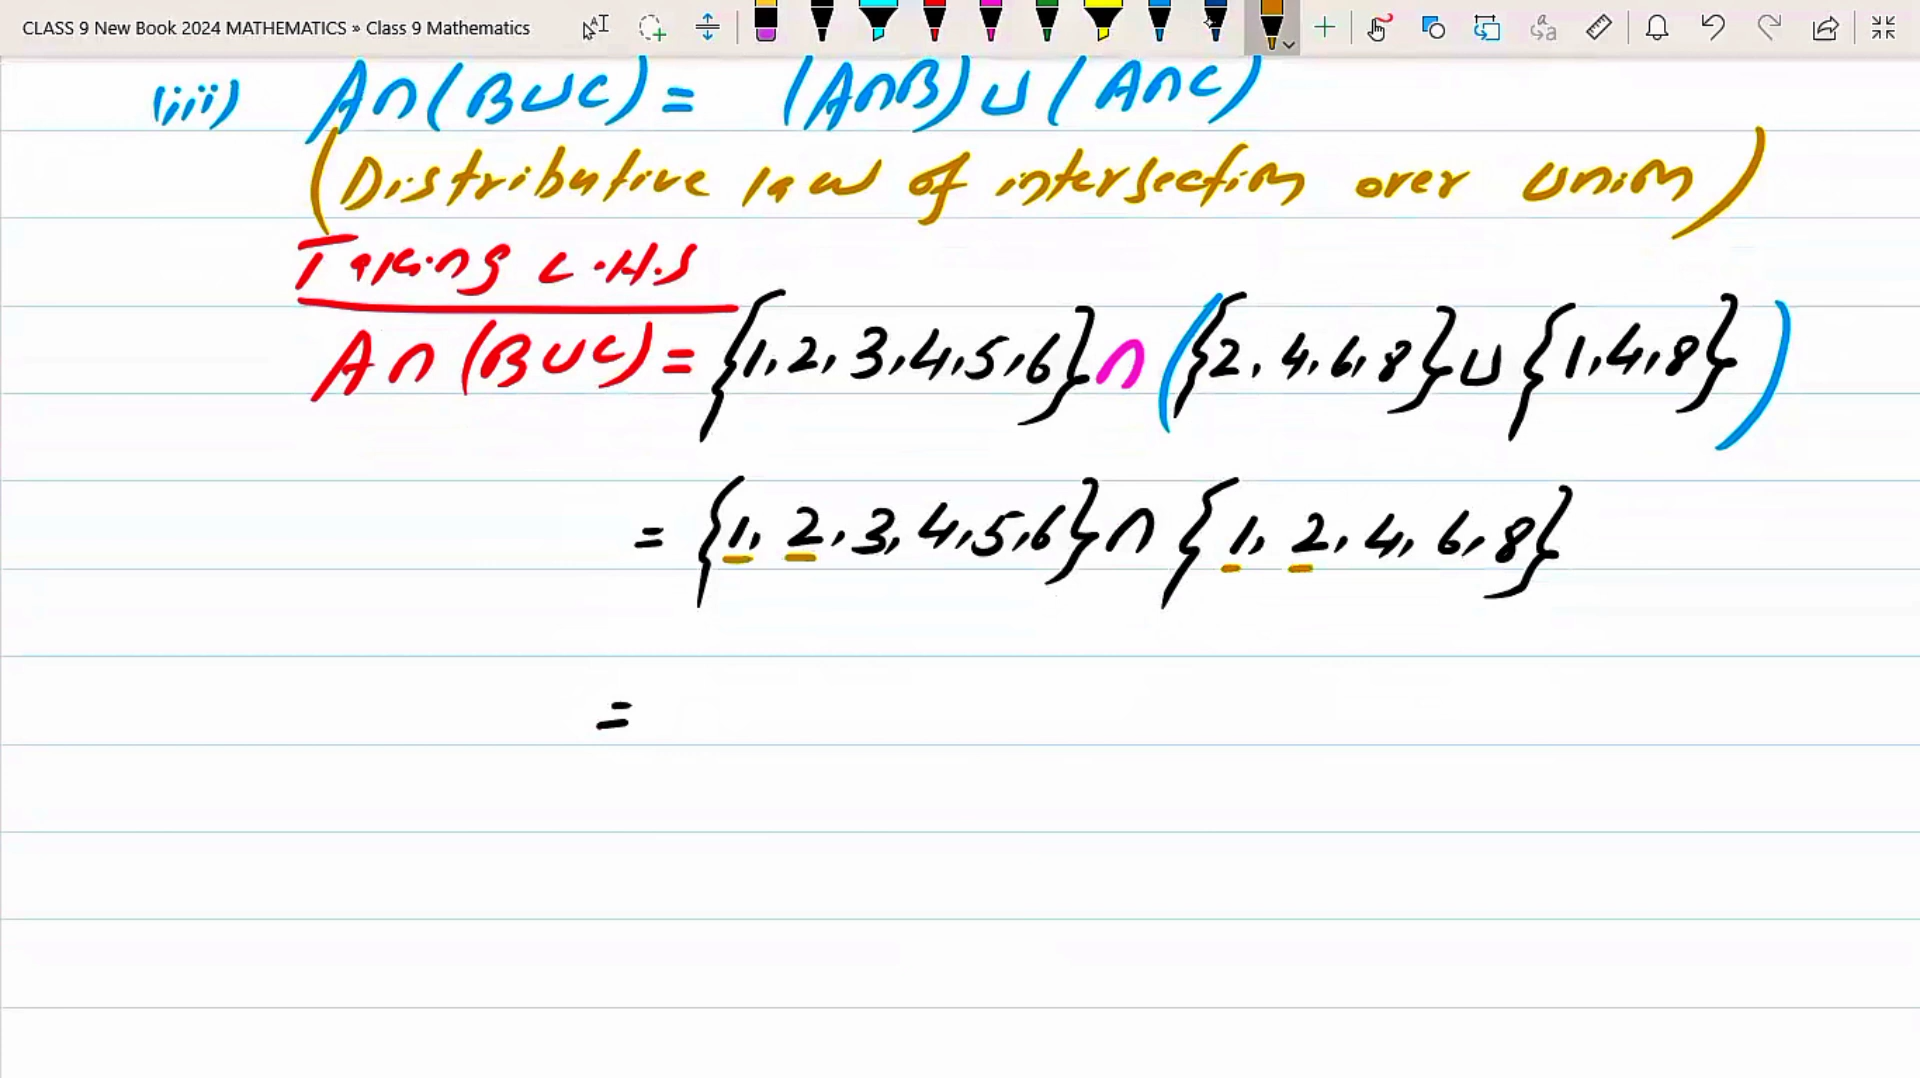 CLASS 9 New Book 2024 MATHEMATICS » Class 9 Mathematics
(iii) A∩(B∪C) = (A∩B)∪(A∩C)
(Distributive law of intersection over union)
Taking L.H.S
A∩(B∪C) = {1,2,3,4,5,6}∩({2,4,6,8}∪{1,4,8})
= {1,2,3,4,5,6}∩{1,2,4,6,8}
=